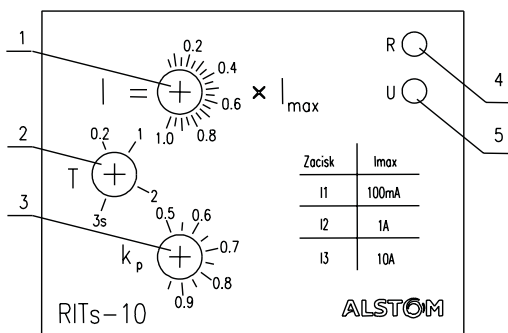 1
2
3
4
5
I = × Imax
0.2
0.4
0.6
0.8
1.0
R
U
T
0.2
1
2
3s
kp
0.5
0.6
0.7
0.8
0.9
Zacisk Imax
I1 100mA
I2 1A
I3 10A
RITs-10
ALSTOM